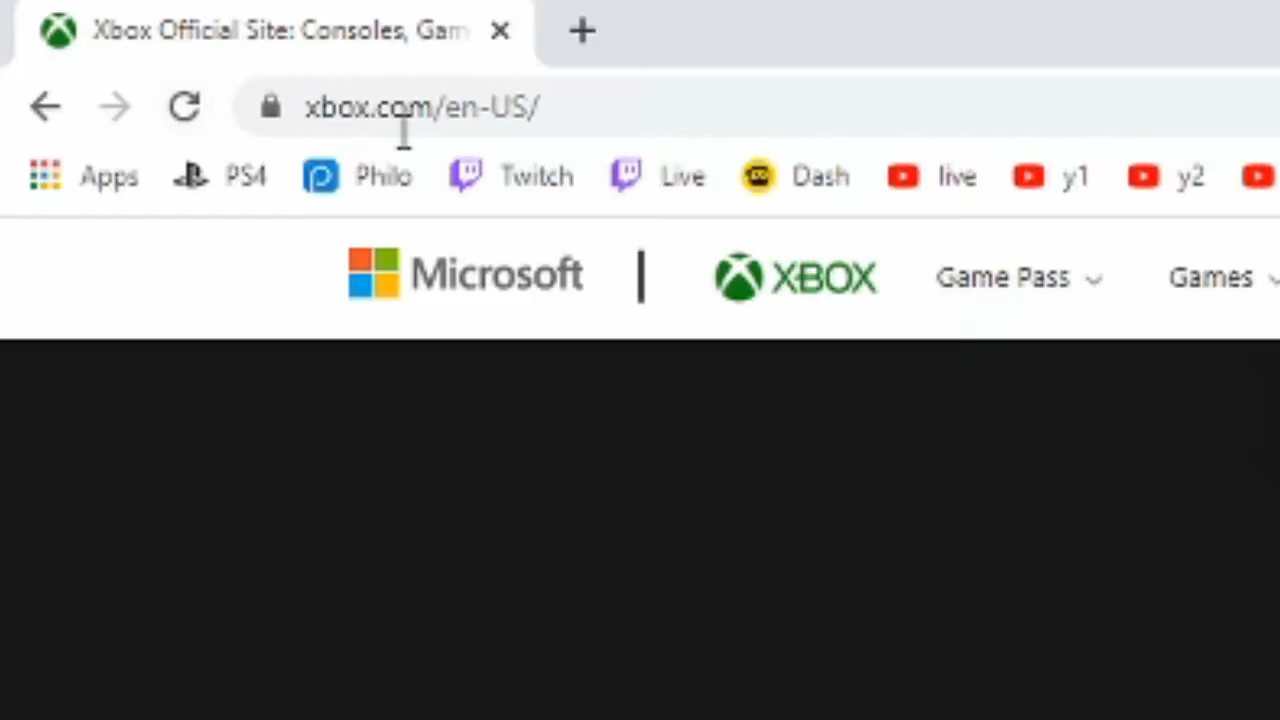 Xbox Official Site: Consoles, Gam
xbox.com/en-US/
Apps PS4 Philo Twitch Live Dash live y1 y2
Microsoft | XBOX Game Pass Games